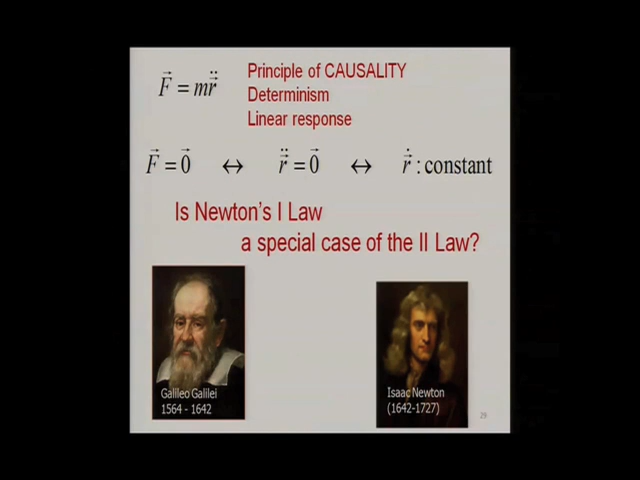 F⃗ = mr⃗̈
Principle of CAUSALITY
Determinism
Linear response
F⃗ = 0⃗ ↔ r⃗̈ = 0⃗ ↔ r⃗̇ : constant
Is Newton's I Law
a special case of the II Law?
Galileo Galilei
1564 - 1642
Isaac Newton
(1642-1727)
29